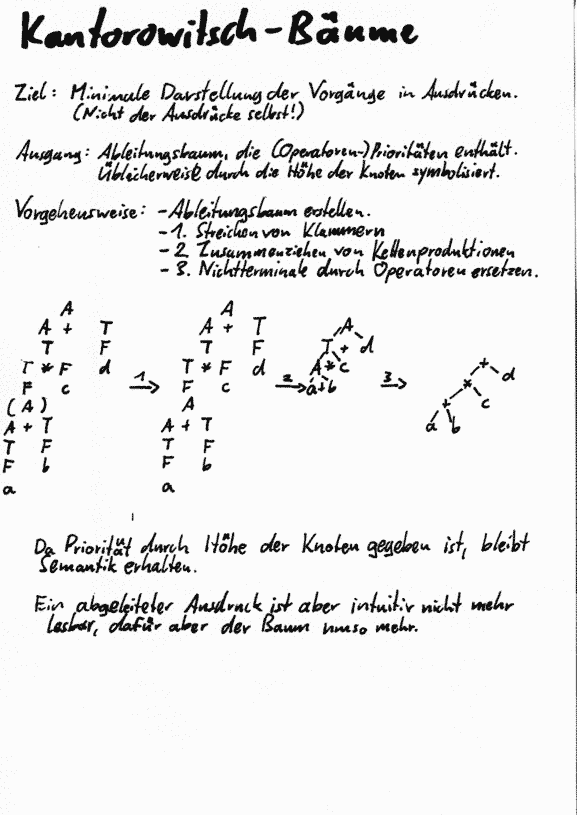 Kantorowitsch-Bäume
Ziel: Minimale Darstellung der Vorgänge in Ausdrücken.
(Nicht der Ausdrücke selbst!)
Ausgang: Ableitungsbaum, die (Operatoren-)Prioritäten enthält.
Üblicherweise durch die Höhe der Knoten symbolisiert.
Vorgehensweise: -Ableitungsbaum erstellen.
-1. Streichen von Klammern
-2. Zusammenziehen von Kettenproduktionen
-3. Nichtterminale durch Operatoren ersetzen.
A A
A + T A + T A
T F T F T + d
T * F d 1 T * F d 2 A * c 3 + d
F c F c a+b * c
(A) A +
A + T A + T a b
T F T F
F b F b
a a
Da Priorität durch Höhe der Knoten gegeben ist, bleibt
Semantik erhalten.
Ein abgeleiteter Ausdruck ist aber intuitiv nicht mehr
lesbar, dafür aber der Baum umso mehr.